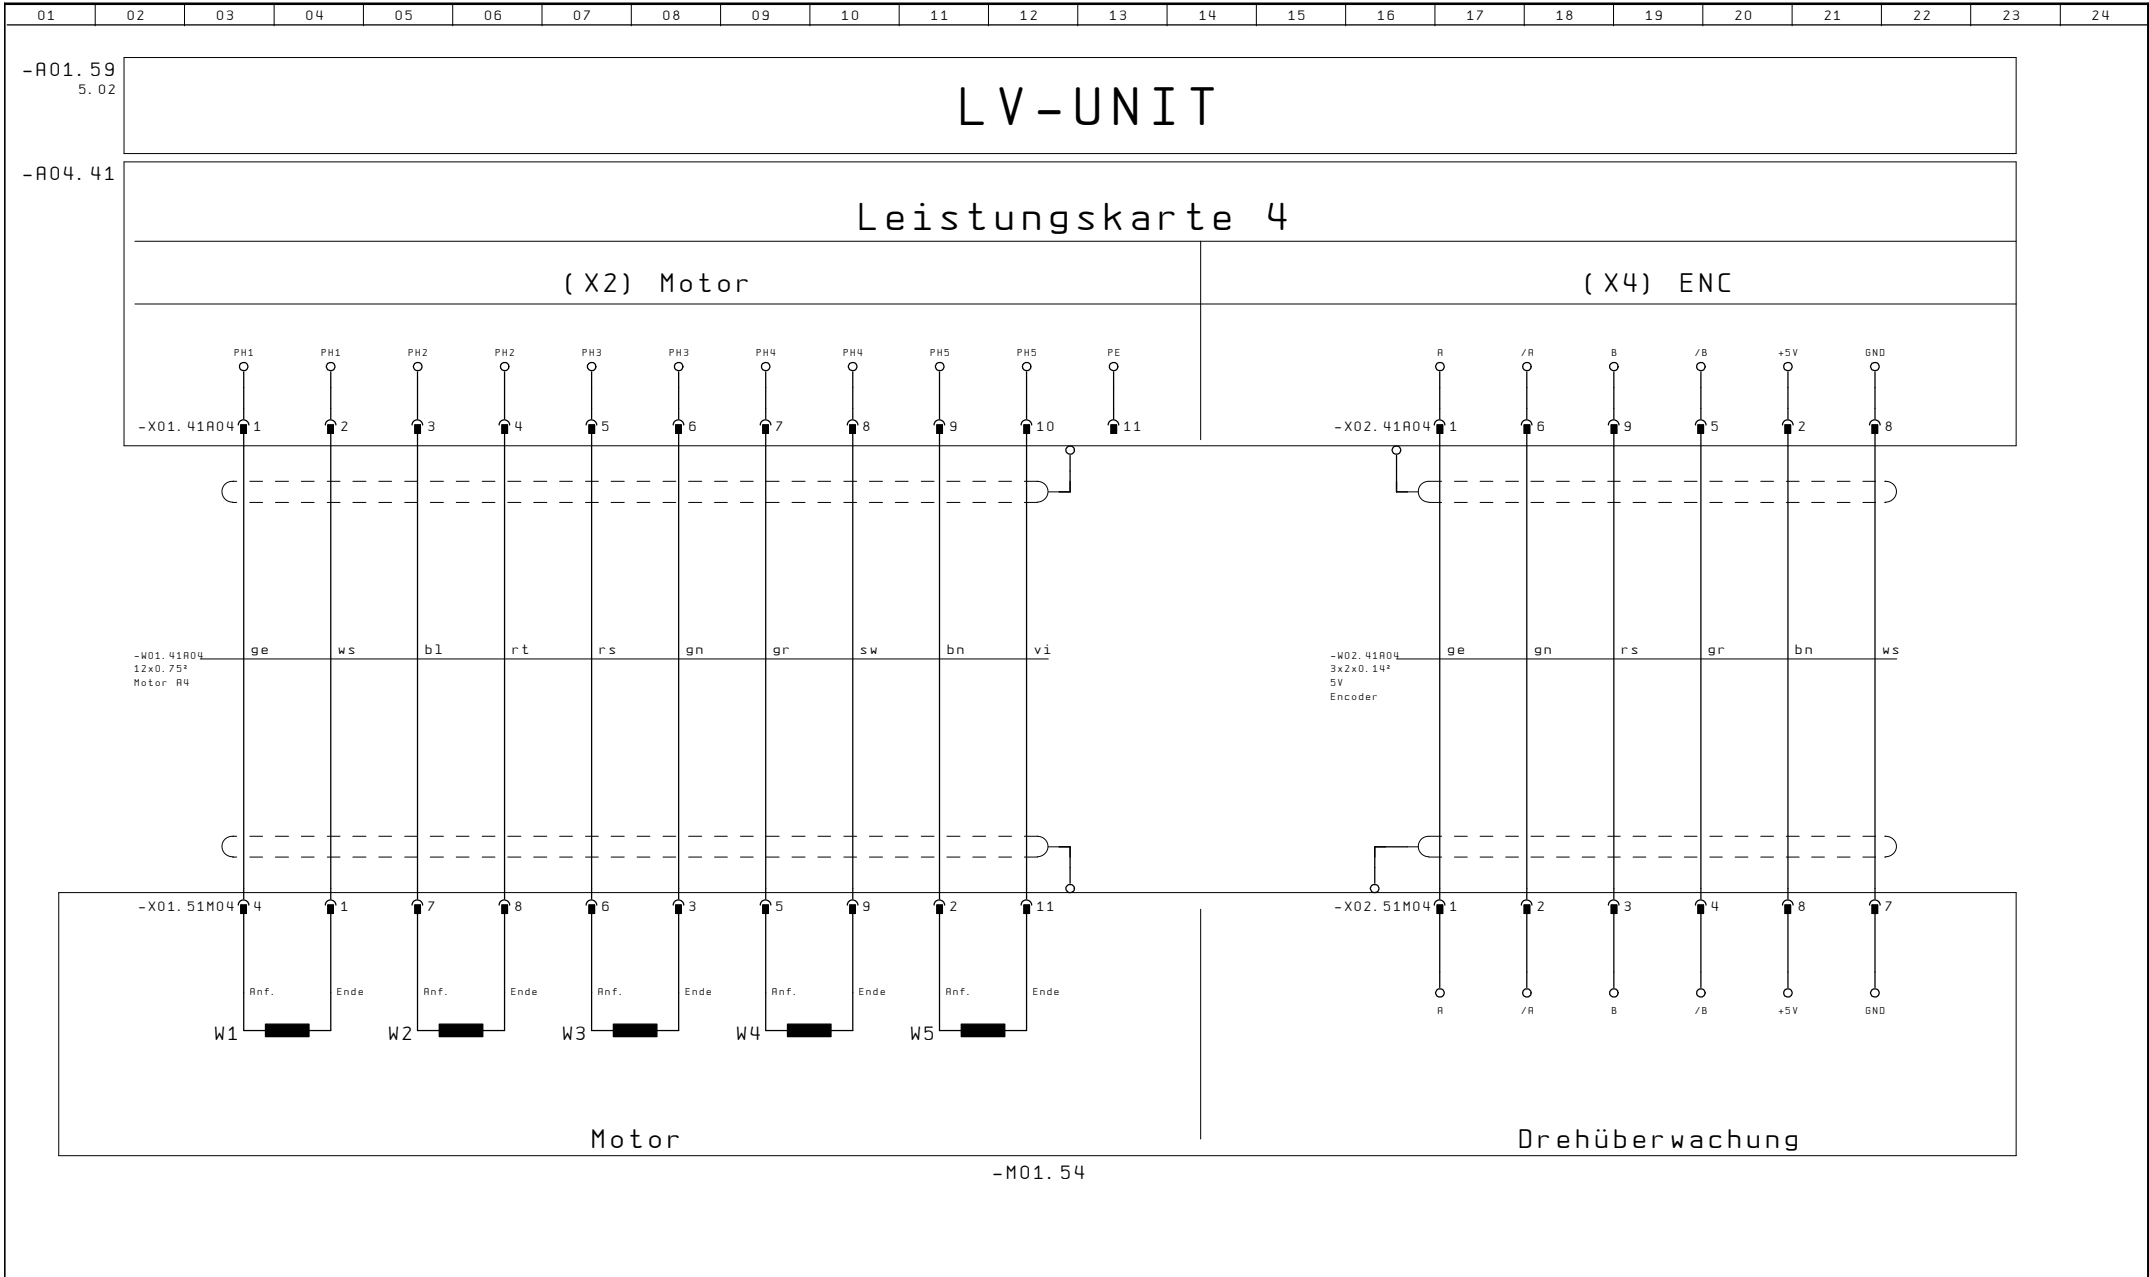 01 02 03 04 05 06 07 08 09 10 11 12 13 14 15 16 17 18 19 20 21 22 23 24
-A01.59
5.02
LV-UNIT
-A04.41
Leistungskarte 4
(X2) Motor (X4) ENC
PH1 PH1 PH2 PH2 PH3 PH3 PH4 PH4 PH5 PH5 PE A /A B /B +5V GND
-X01.41A04 1 2 3 4 5 6 7 8 9 10 11 -X02.41A04 1 6 9 5 2 8
ge ws bl rt rs gn gr sw bn vi ge gn rs gr bn ws
-W01.41A04 -W02.41A04
12x0.75² 3x2x0.14²
Motor A4 5V
Encoder
-X01.51M04 4 1 7 8 6 3 5 9 2 11 -X02.51M04 1 2 3 4 8 7
Anf. Ende Anf. Ende Anf. Ende Anf. Ende Anf. Ende
A /A B /B +5V GND
W1 W2 W3 W4 W5
Motor Drehüberwachung
-M01.54